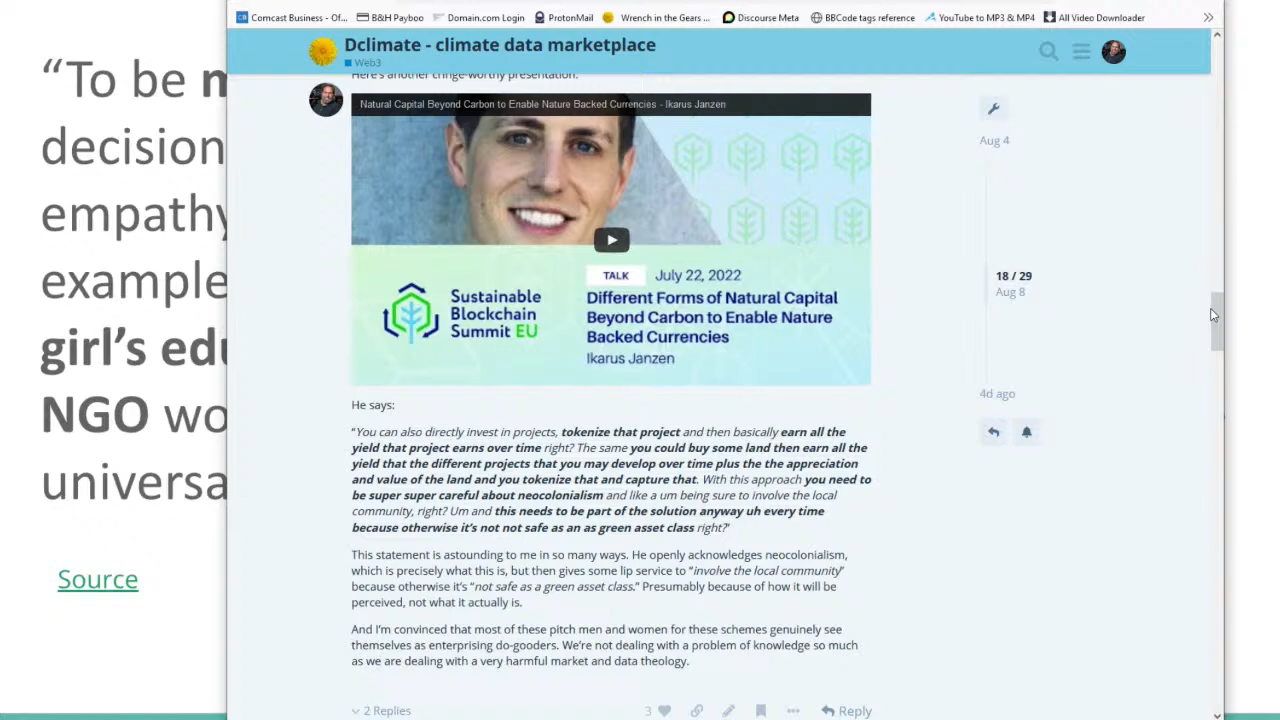 Comcast Business - Of... B&H Payboo Domain.com Login ProtonMail Wrench in the Gears ... Discourse Meta BBCode tags reference YouTube to MP3 & MP4 All Video Downloader
Dclimate - climate data marketplace
Web3
Here's another cringe-worthy presentation:
Natural Capital Beyond Carbon to Enable Nature Backed Currencies - Ikarus Janzen
TALK July 22, 2022
Different Forms of Natural Capital
Beyond Carbon to Enable Nature
Backed Currencies
Ikarus Janzen
Sustainable
Blockchain
Summit EU
He says:
"You can also directly invest in projects, tokenize that project and then basically earn all the
yield that project earns over time right? The same you could buy some land then earn all the
yield that the different projects that you may develop over time plus the the appreciation
and value of the land and you tokenize that and capture that. With this approach you need to
be super super careful about neocolonialism and like a um being sure to involve the local
community, right? Um and this needs to be part of the solution anyway uh every time
because otherwise it's not not safe as an as green asset class right?"
This statement is astounding to me in so many ways. He openly acknowledges neocolonialism,
which is precisely what this is, but then gives some lip service to "involve the local community"
because otherwise it's "not safe as a green asset class." Presumably because of how it will be
perceived, not what it actually is.
And I'm convinced that most of these pitch men and women for these schemes genuinely see
themselves as enterprising do-gooders. We're not dealing with a problem of knowledge so much
as we are dealing with a very harmful market and data theology.
2 Replies
3
Reply
Aug 4
18 / 29
Aug 8
4d ago
“To be
decision
empathy
example
girl’s edu
NGO wo
universa
Source